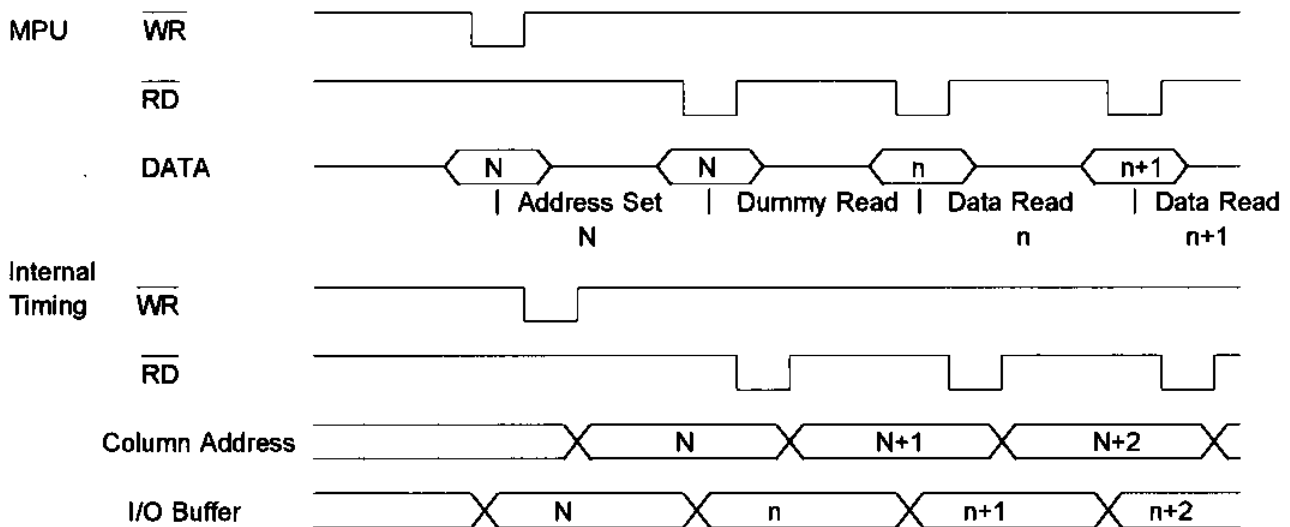 MPU WR
RD
DATA N N n n+1
| Address Set | Dummy Read | Data Read | Data Read
N n n+1
Internal
Timing WR
RD
Column Address N N+1 N+2
I/O Buffer N n n+1 n+2